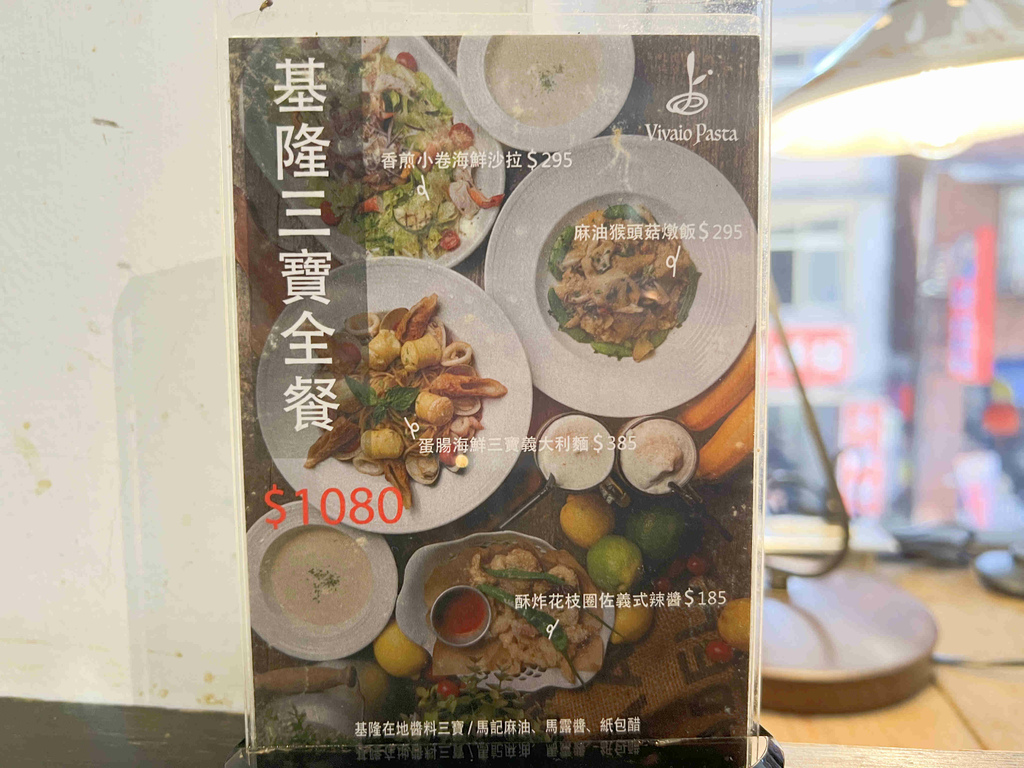 基隆三寶全餐
Vivaio Pasta
香煎小卷海鮮沙拉$295
麻油猴頭菇燉飯$295
蛋腸海鮮三寶義大利麵$385
$1080
酥炸花枝圈佐義式辣醬$185
基隆在地醬料三寶/馬記麻油、馬露醬、紙包醋